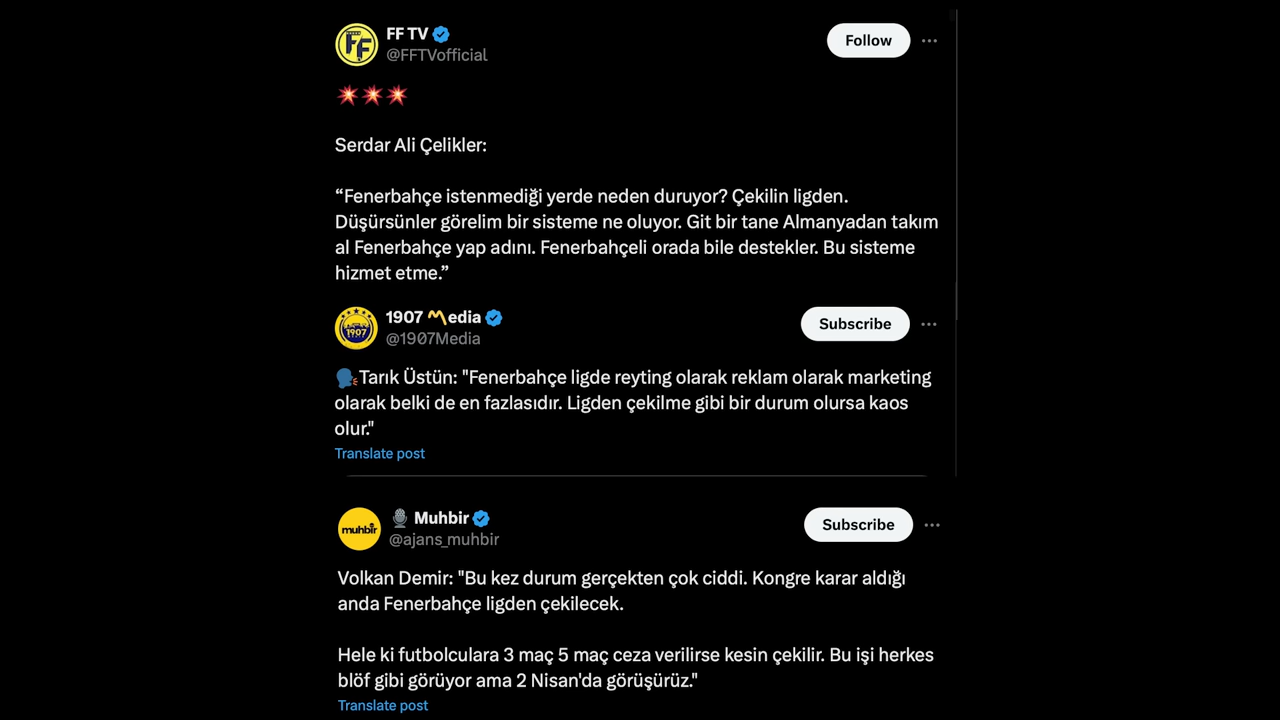 FF TV
@FFTVofficial
Follow
💥💥💥
Serdar Ali Çelikler:
“Fenerbahçe istenmediği yerde neden duruyor? Çekilin ligden.
Düşürsünler görelim bir sisteme ne oluyor. Git bir tane Almanyadan takım
al Fenerbahçe yap adını. Fenerbahçeli orada bile destekler. Bu sisteme
hizmet etme.”
1907 〽️edia
@1907Media
Subscribe
1907
🗣️Tarık Üstün: "Fenerbahçe ligde reyting olarak reklam olarak marketing
olarak belki de en fazlasıdır. Ligden çekilme gibi bir durum olursa kaos
olur."
Translate post
muhbir
🎙️ Muhbir
@ajans_muhbir
Subscribe
Volkan Demir: "Bu kez durum gerçekten çok ciddi. Kongre karar aldığı
anda Fenerbahçe ligden çekilecek.
Hele ki futbolculara 3 maç 5 maç ceza verilirse kesin çekilir. Bu işi herkes
blöf gibi görüyor ama 2 Nisan'da görüşürüz."
Translate post